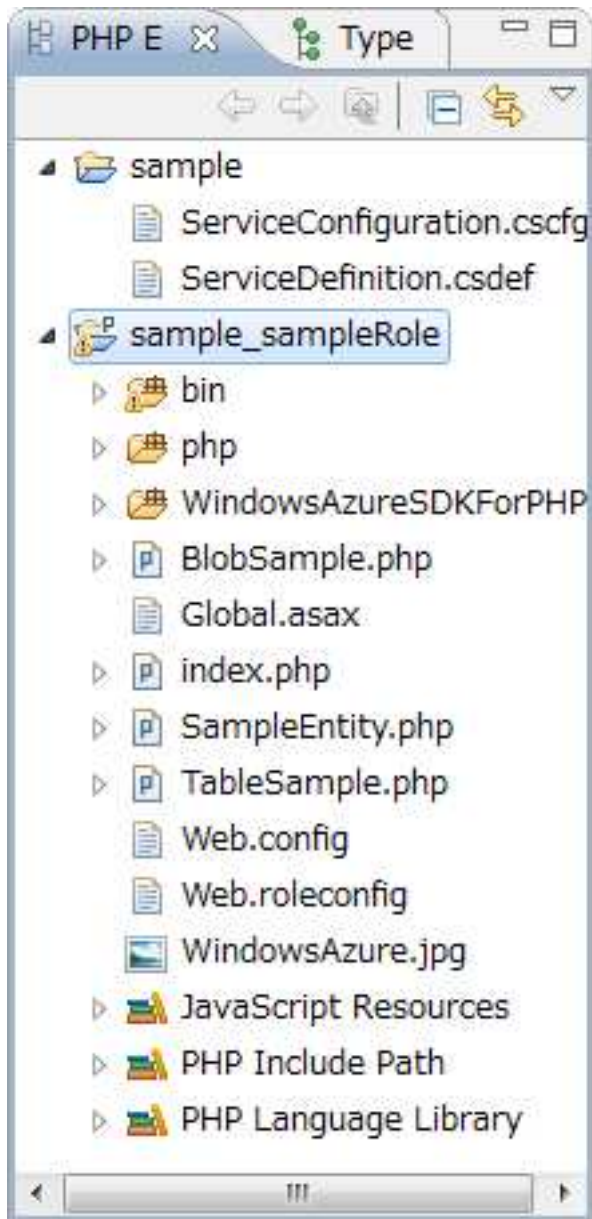 PHP E Type
sample
ServiceConfiguration.cscfg
ServiceDefinition.csdef
sample_sampleRole
bin
php
WindowsAzureSDKForPHP
BlobSample.php
Global.asax
index.php
SampleEntity.php
TableSample.php
Web.config
Web.roleconfig
WindowsAzure.jpg
JavaScript Resources
PHP Include Path
PHP Language Library